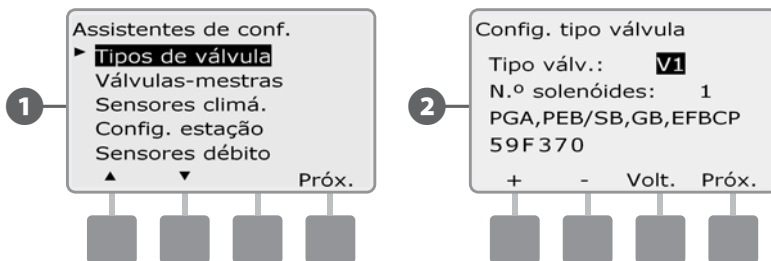 1
Assistentes de conf.
► Tipos de válvula
Válvulas-mestras
Sensores climá.
Config. estação
Sensores débito
▲ ▼ Próx.
2
Config. tipo válvula
Tipo válv.: V1
N.º solenóides: 1
PGA,PEB/SB,GB,EFBCP
59F370
+ - Volt. Próx.